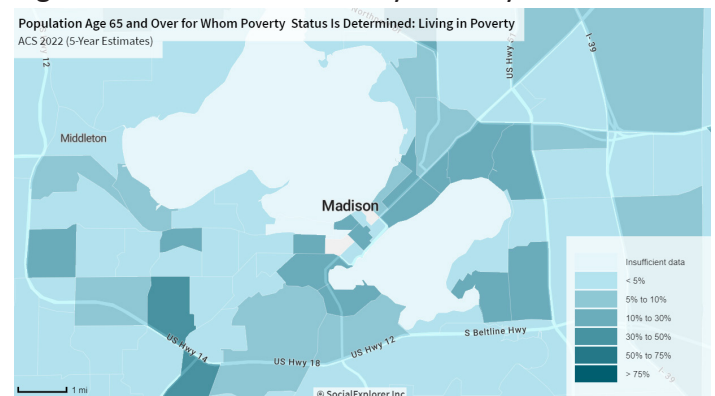 Population Age 65 and Over for Whom Poverty Status Is Determined: Living in Poverty
ACS 2022 (5-Year Estimates)
12
US Hwy
I-39
Middleton
Madison
Insufficient data
< 5%
5% to 10%
10% to 30%
30% to 50%
50% to 75%
> 75%
S Beltline Hwy
US Hwy 12
US Hwy 14
US Hwy 18
I-39
1 mi
© SocialExplorer Inc